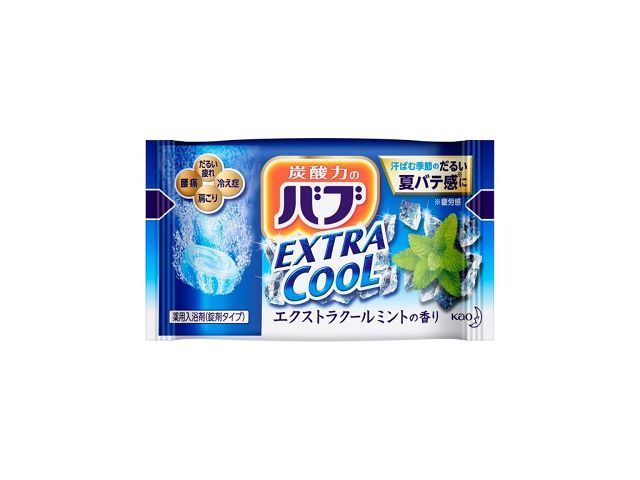 だるい
疲れ
腰痛
冷え症
肩こり
炭酸力の
バブ
EXTRA
COOL
エクストラクールミントの香り
汗ばむ季節のだるい
夏バテ感※に
※疲労感
薬用入浴剤(錠剤タイプ)
Kao